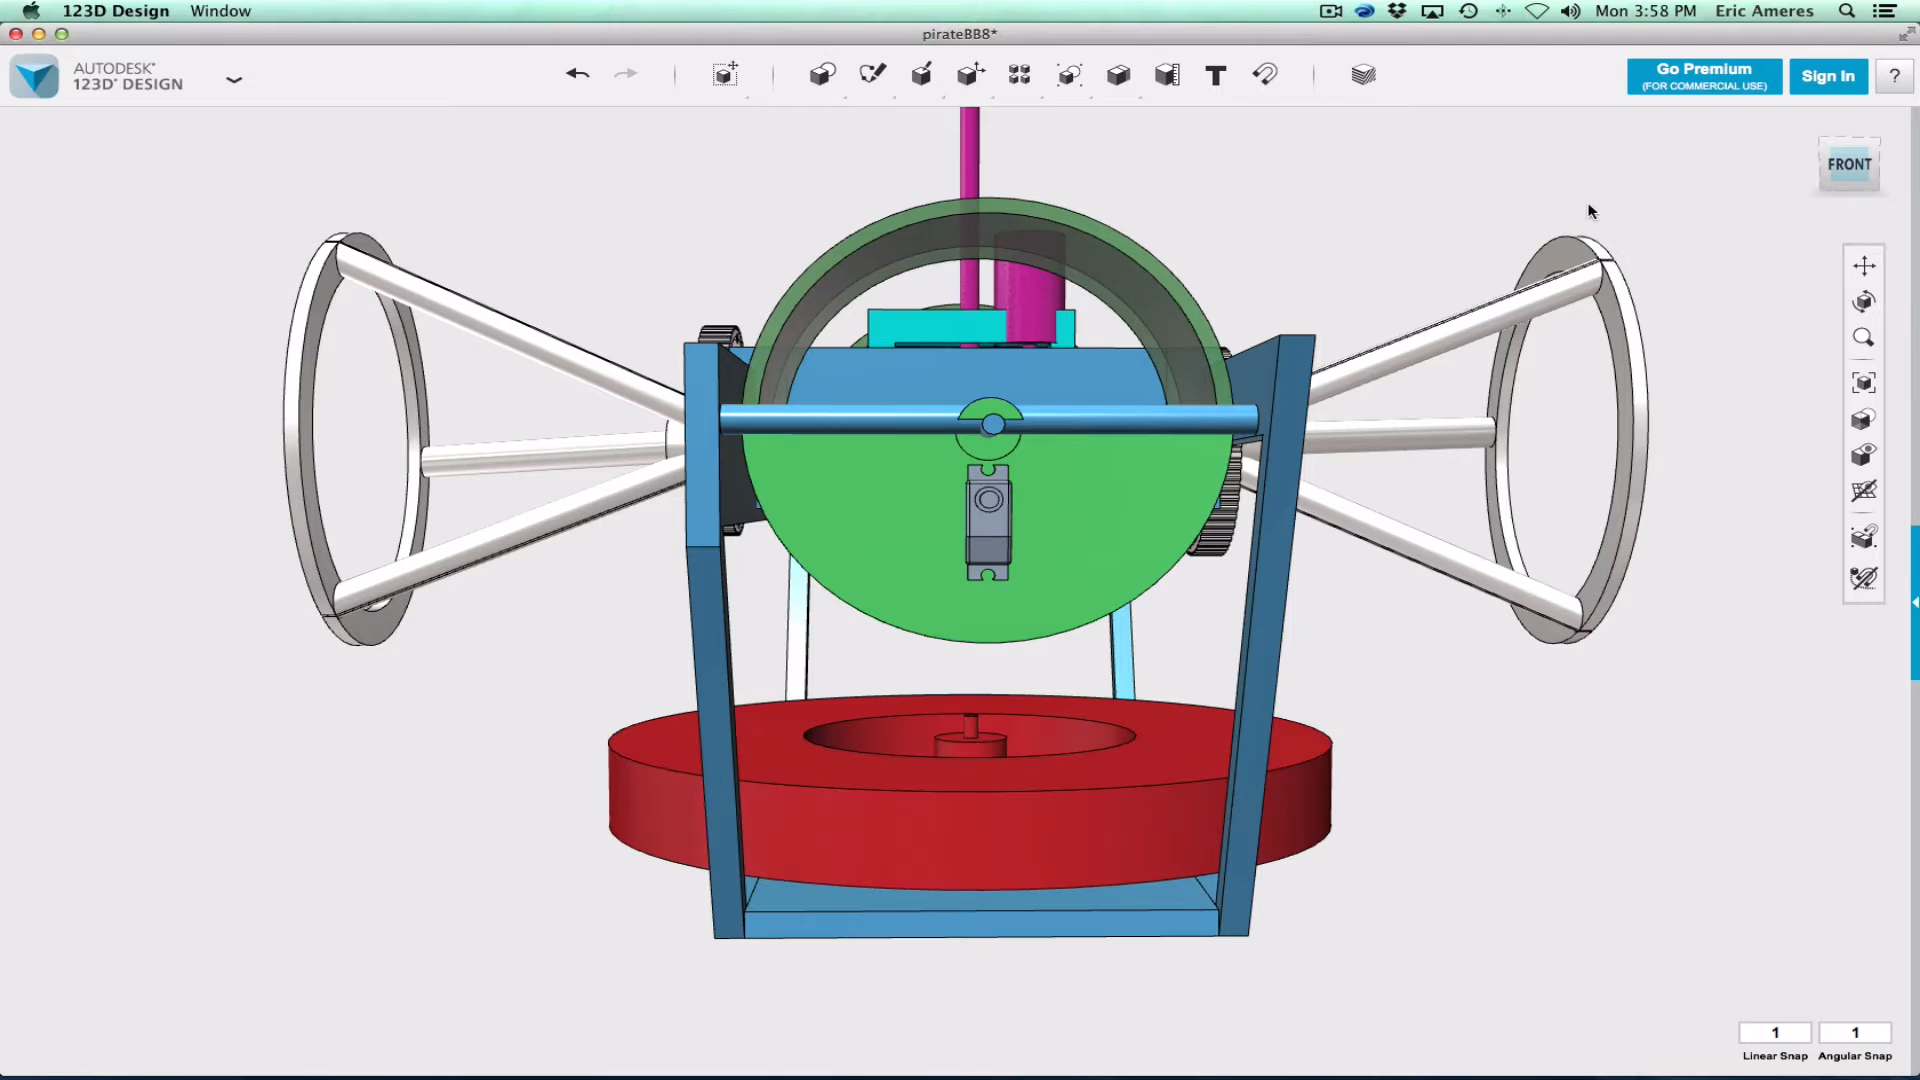 123D Design Window
Mon 3:58 PM Eric Ameres
pirateBB8*
AUTODESK®
123D® DESIGN
T
Go Premium
(FOR COMMERCIAL USE)
Sign In
?
FRONT
1 1
Linear Snap Angular Snap